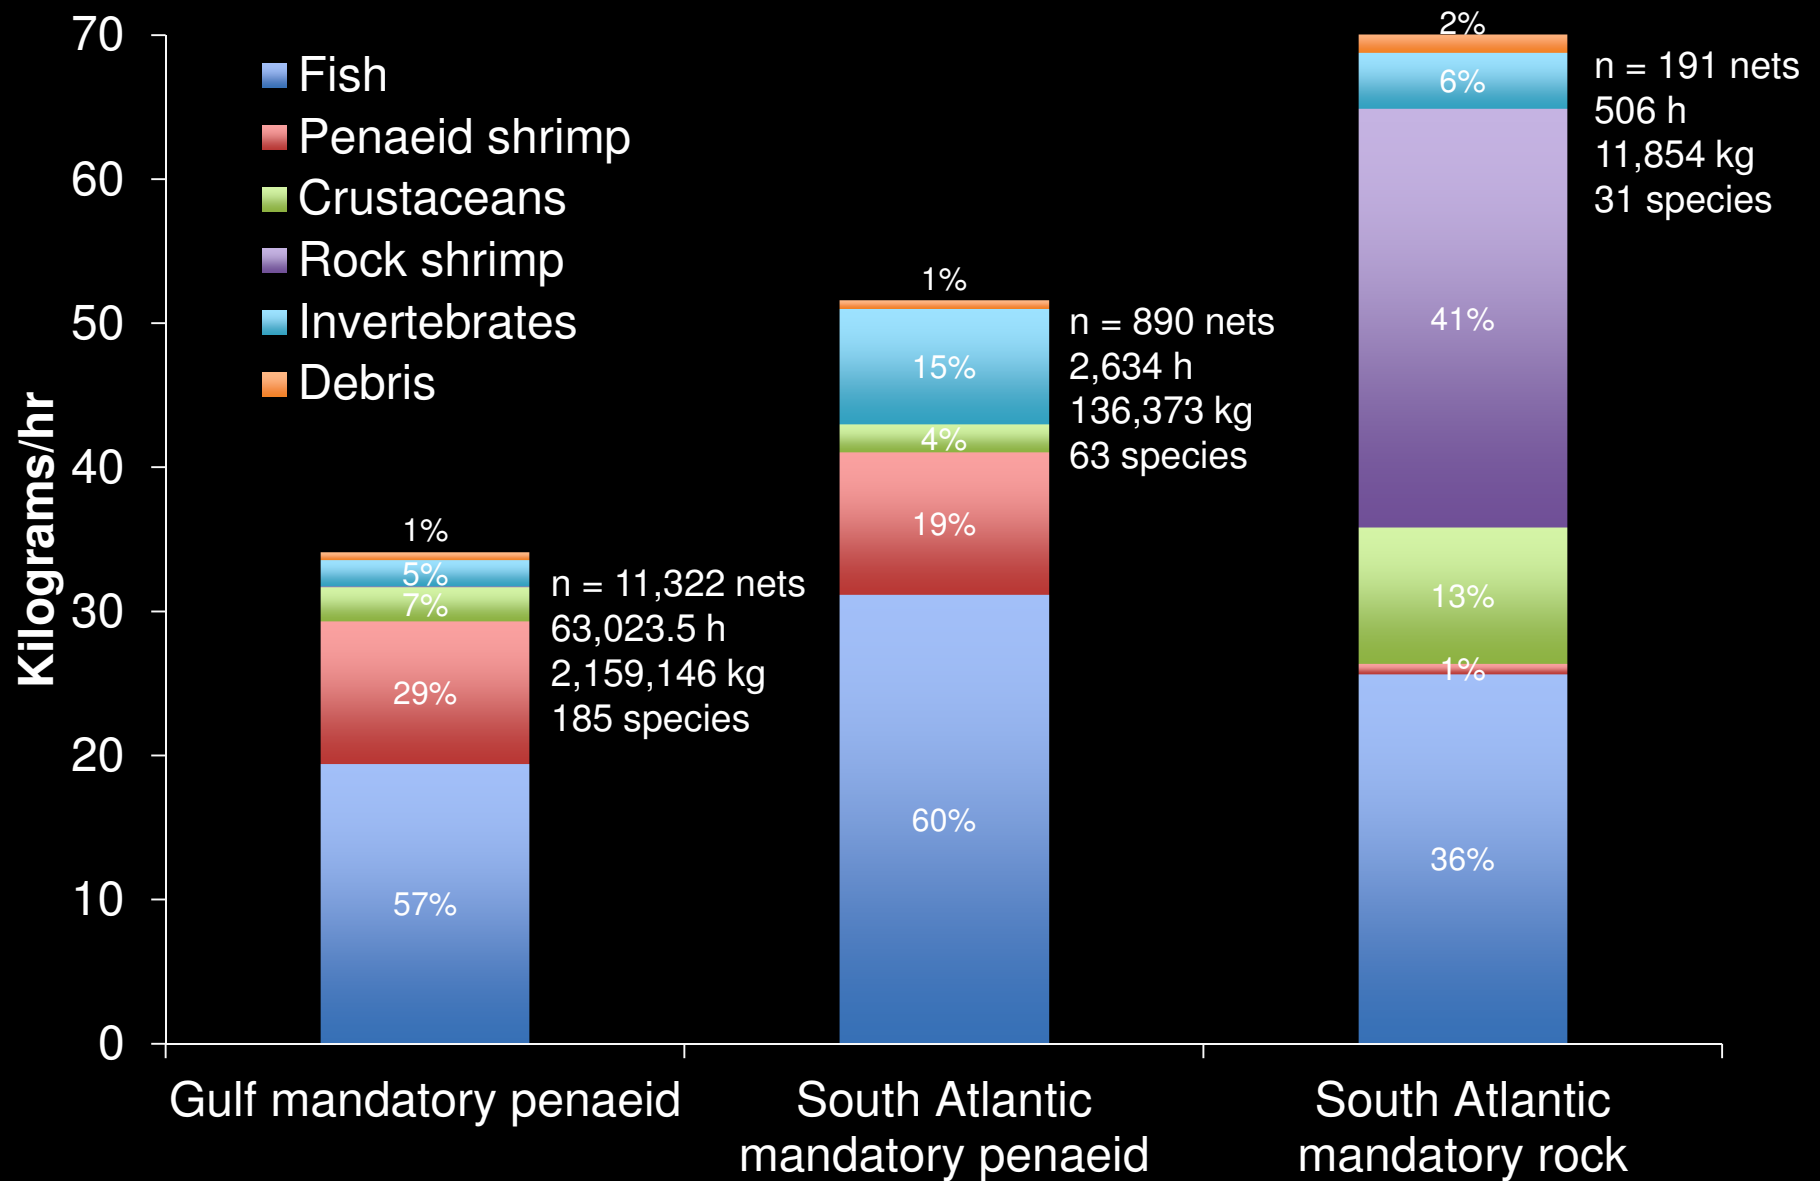 70
60
50
40
30
20
10
0
Kilograms/hr
Fish
Penaeid shrimp
Crustaceans
Rock shrimp
Invertebrates
Debris
1%
5%
7%
29%
57%
n = 11,322 nets
63,023.5 h
2,159,146 kg
185 species
1%
15%
4%
19%
60%
n = 890 nets
2,634 h
136,373 kg
63 species
2%
6%
41%
13%
1%
36%
n = 191 nets
506 h
11,854 kg
31 species
Gulf mandatory penaeid
South Atlantic
mandatory penaeid
South Atlantic
mandatory rock